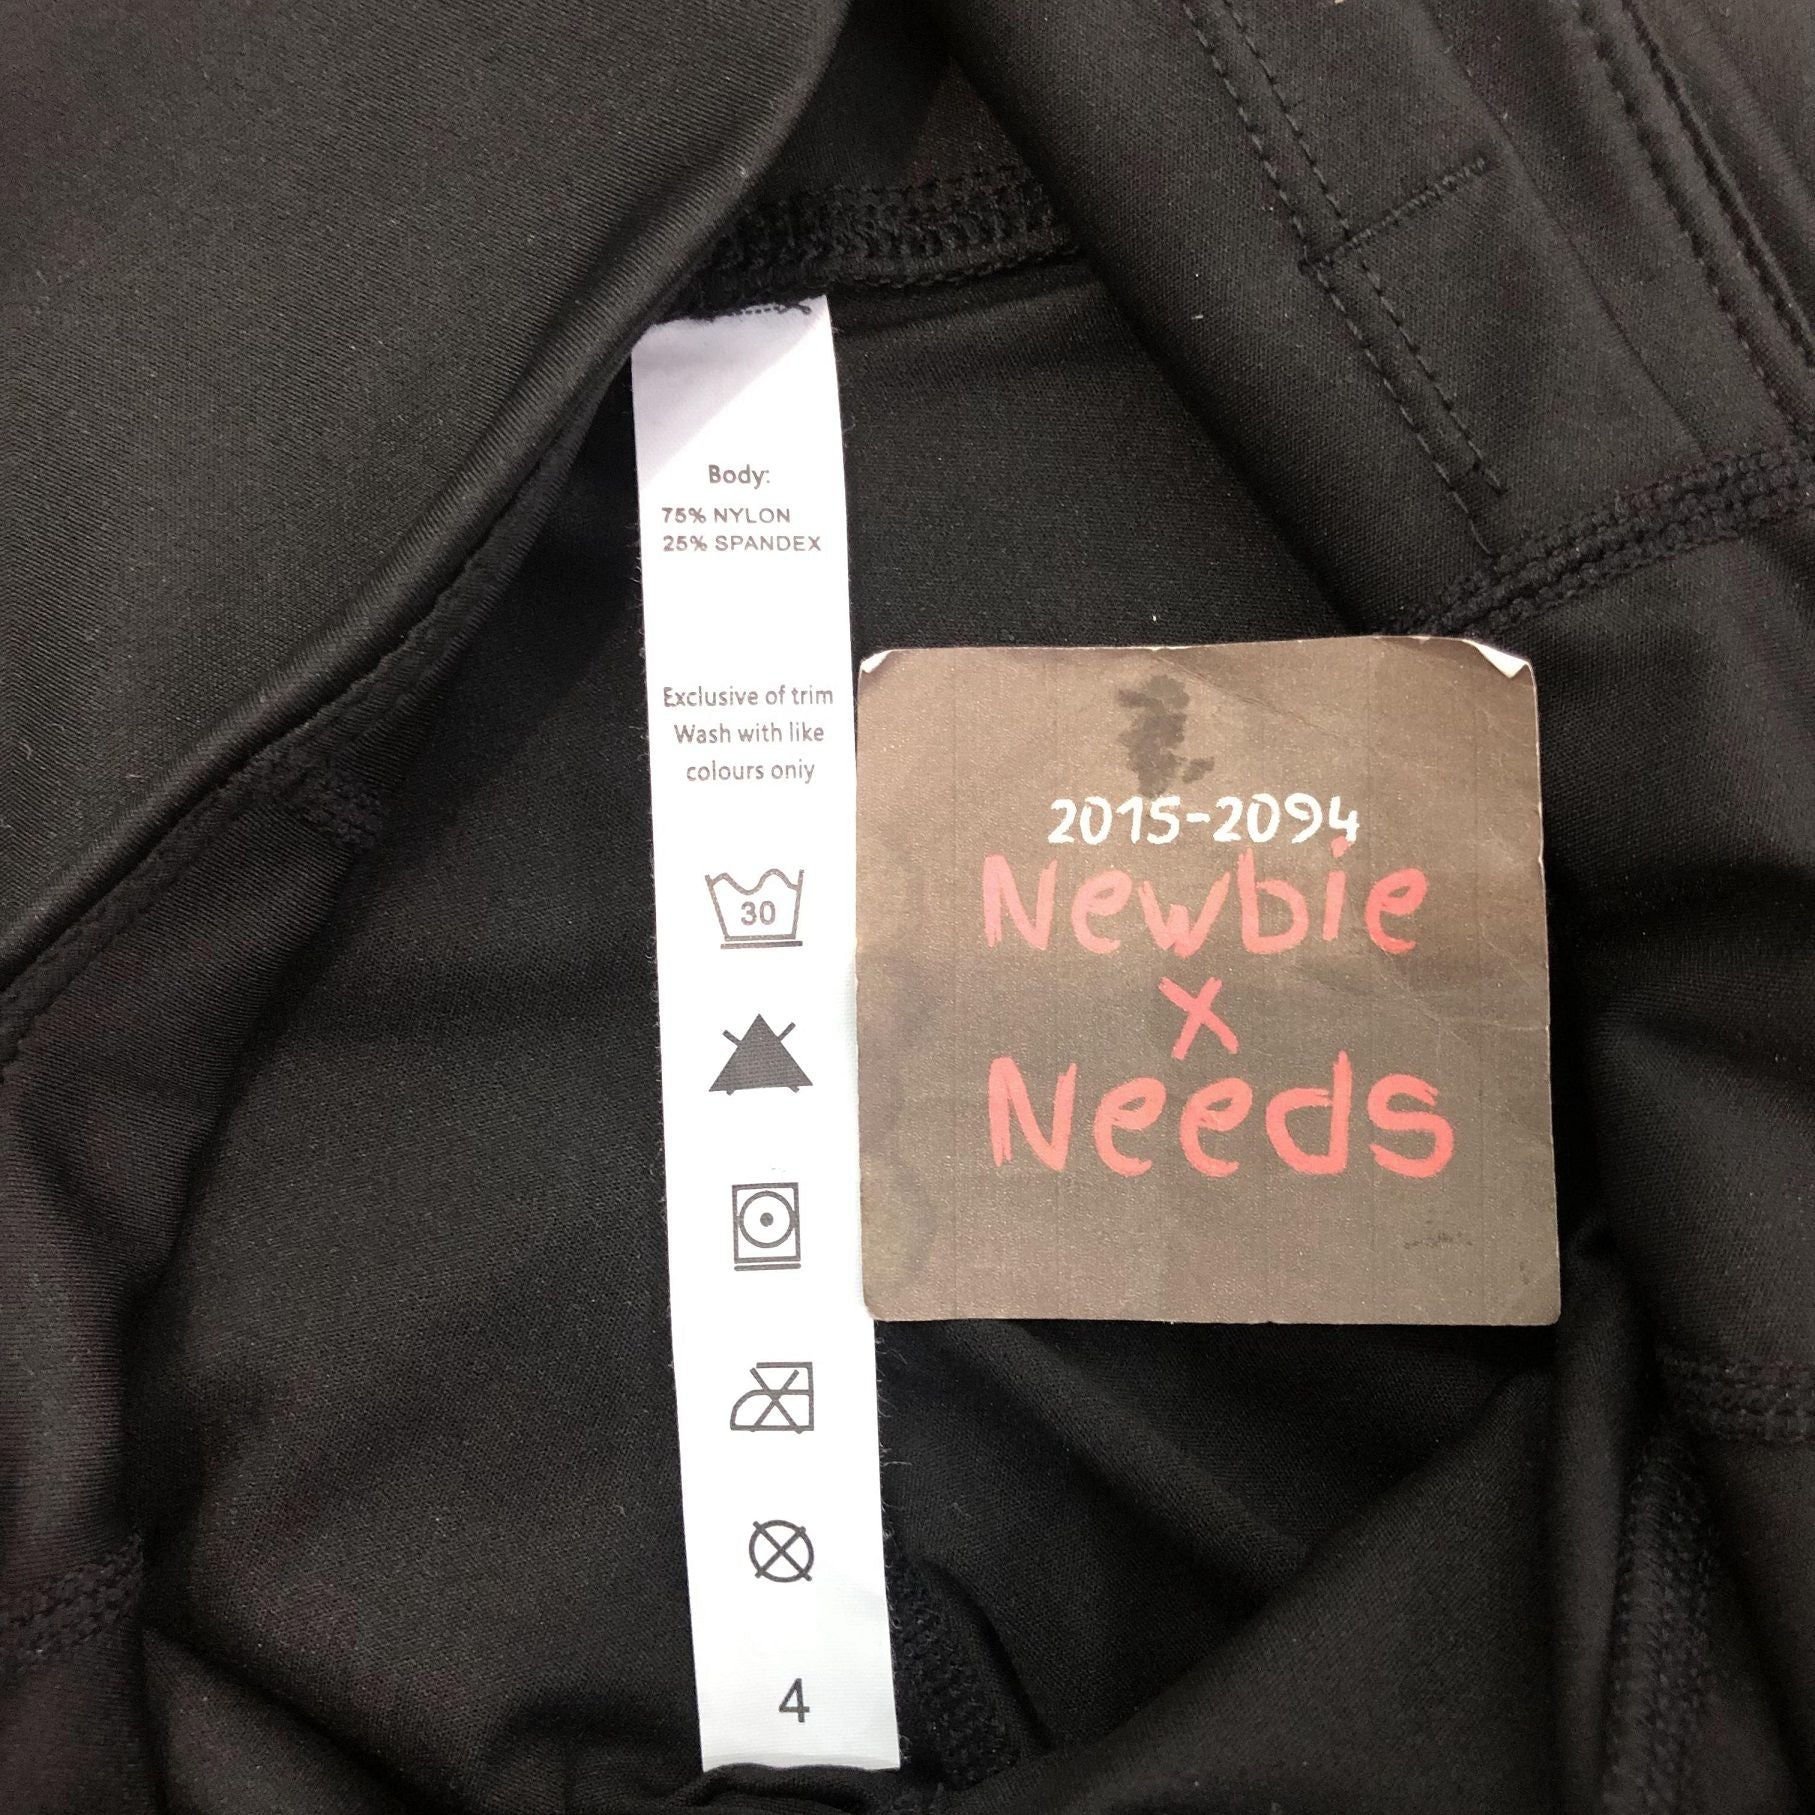 Body:
75% NYLON
25% SPANDEX
Exclusive of trim
Wash with like
colours oniy
30
4
2015-2094
Newbie
x
Needs